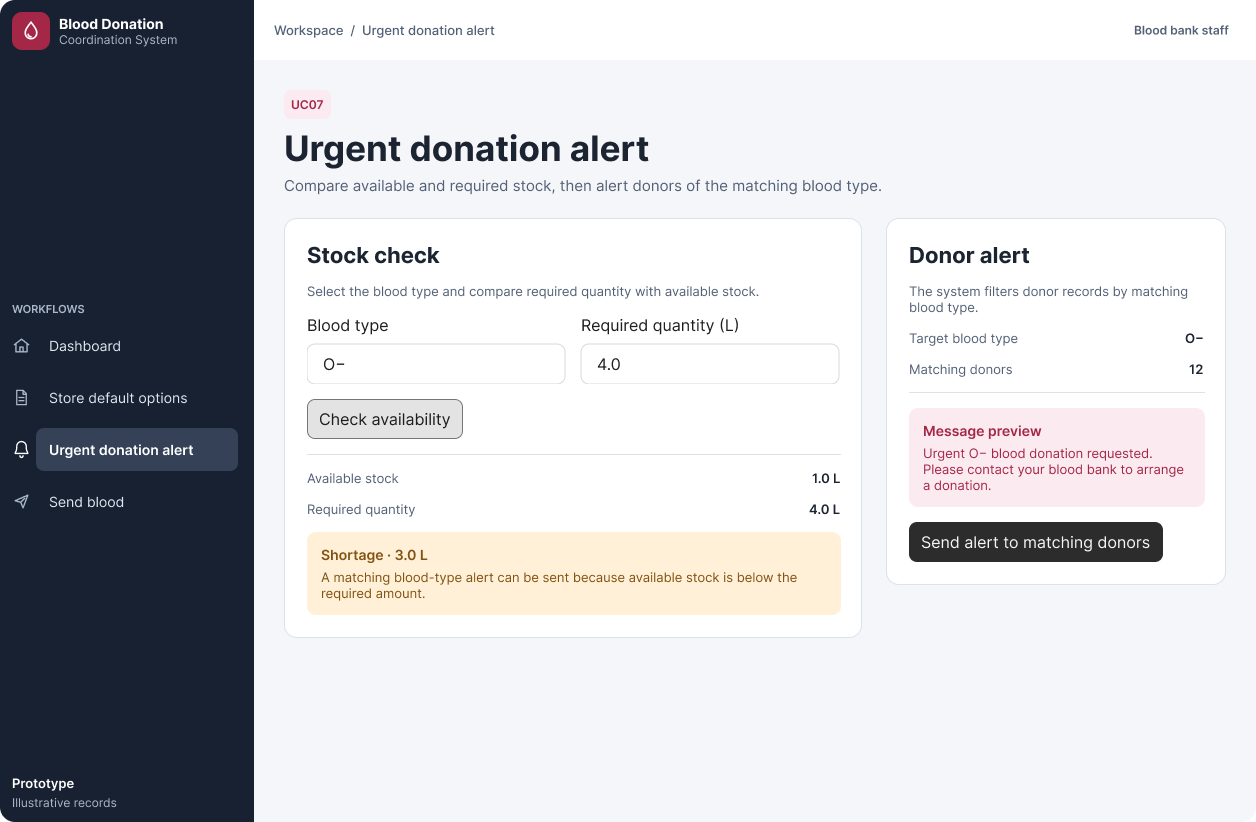 Blood Donation
Coordination System
WORKFLOWS
Dashboard
Store default options
Urgent donation alert
Send blood
Prototype
Illustrative records
Workspace / Urgent donation alert
Blood bank staff
UC07
Urgent donation alert
Compare available and required stock, then alert donors of the matching blood type.
Stock check
Select the blood type and compare required quantity with available stock.
Blood type
Required quantity (L)
O−
4.0
Check availability
Available stock 1.0 L
Required quantity 4.0 L
Shortage · 3.0 L
A matching blood-type alert can be sent because available stock is below the
required amount.
Donor alert
The system filters donor records by matching
blood type.
Target blood type O−
Matching donors 12
Message preview
Urgent O− blood donation requested.
Please contact your blood bank to arrange
a donation.
Send alert to matching donors